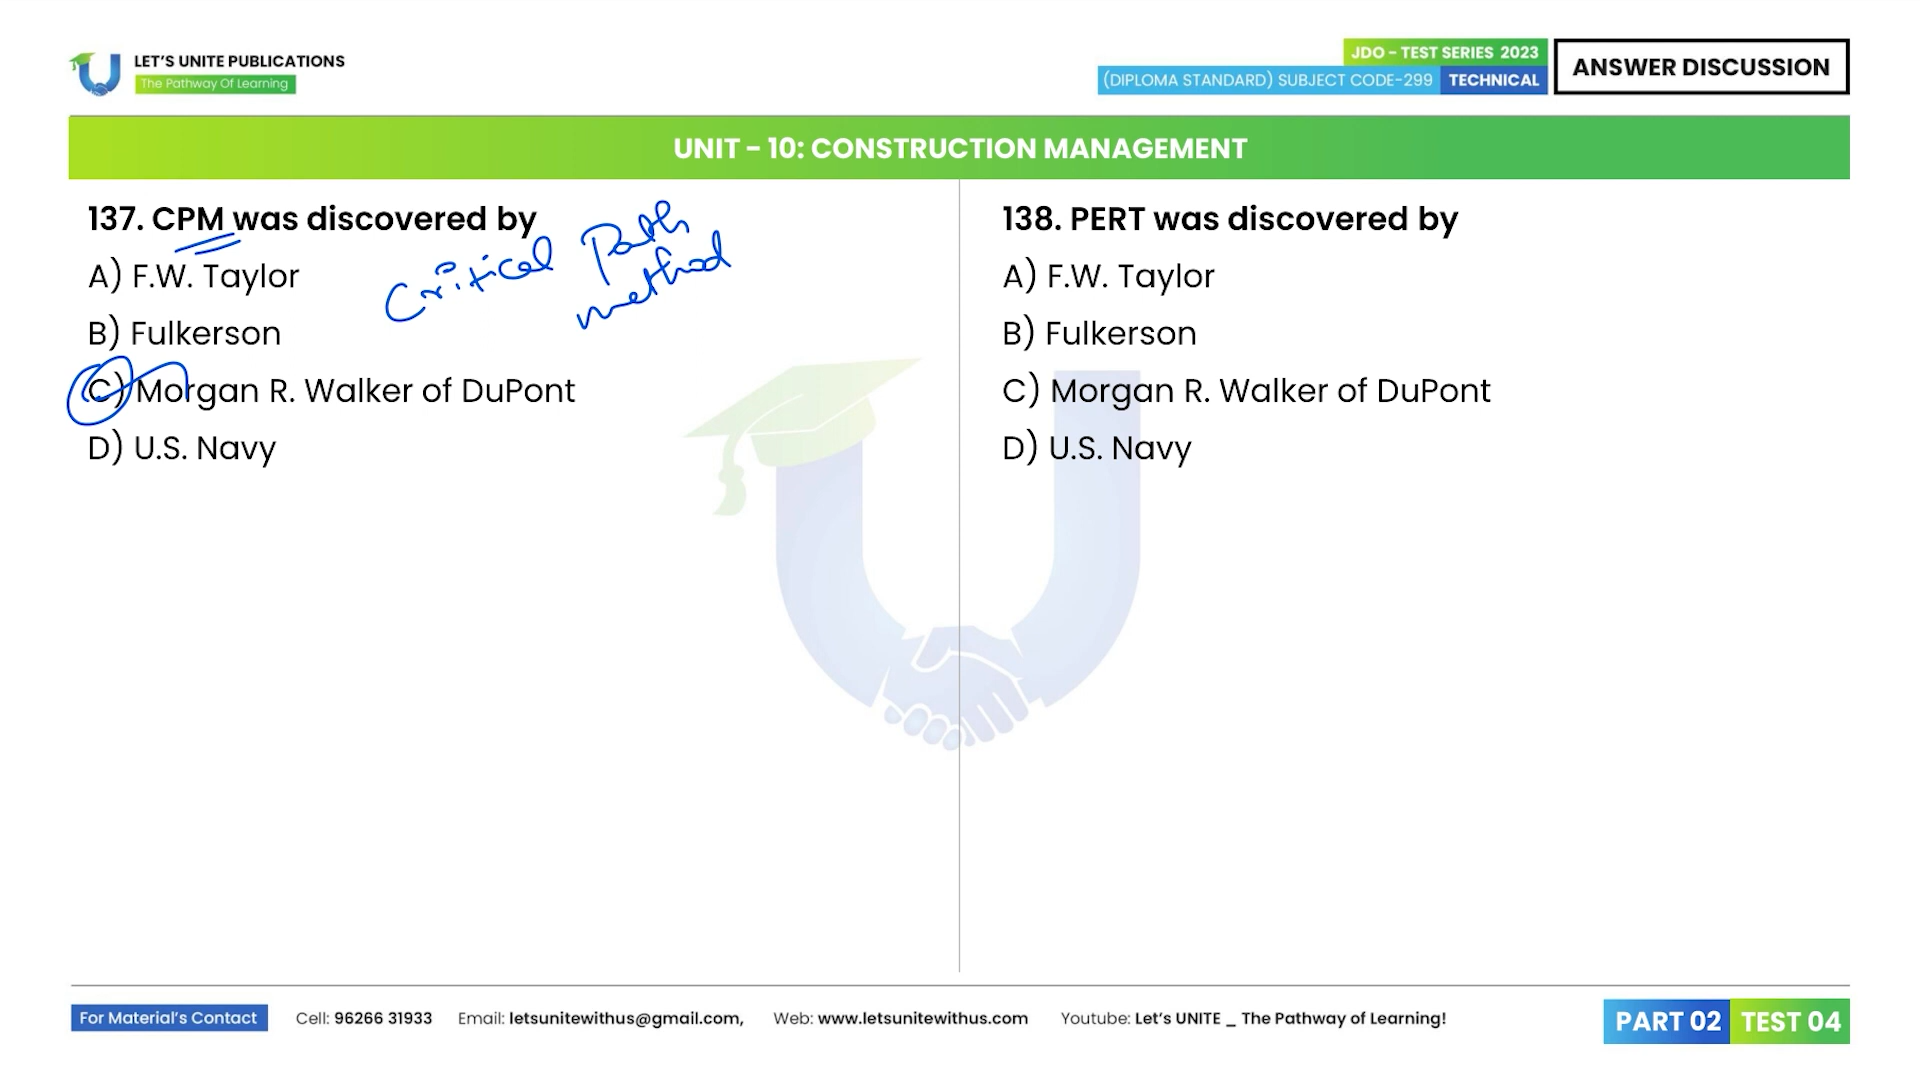 LET'S UNITE PUBLICATIONS
The Pathway Of Learning
JDO - TEST SERIES 2023
(DIPLOMA STANDARD) SUBJECT CODE-299 TECHNICAL
ANSWER DISCUSSION
UNIT - 10: CONSTRUCTION MANAGEMENT
137. CPM was discovered by
Critical Path
method
A) F.W. Taylor
B) Fulkerson
C) Morgan R. Walker of DuPont
D) U.S. Navy
138. PERT was discovered by
A) F.W. Taylor
B) Fulkerson
C) Morgan R. Walker of DuPont
D) U.S. Navy
For Material's Contact Cell: 96266 31933 Email: letsunitewithus@gmail.com, Web: www.letsunitewithus.com Youtube: Let's UNITE _ The Pathway of Learning! PART 02 TEST 04